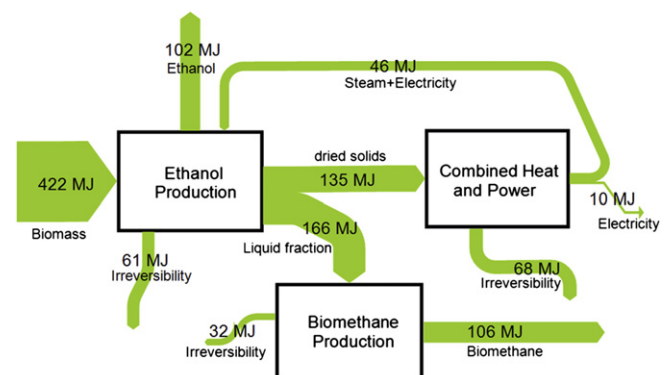 102 MJ
Ethanol
46 MJ
Steam+Electricity
422 MJ
Biomass
Ethanol
Production
dried solids
135 MJ
Combined Heat
and Power
10 MJ
Electricity
166 MJ
Liquid fraction
61 MJ
Irreversibility
68 MJ
Irreversibility
32 MJ
Irreversibility
Biomethane
Production
106 MJ
Biomethane